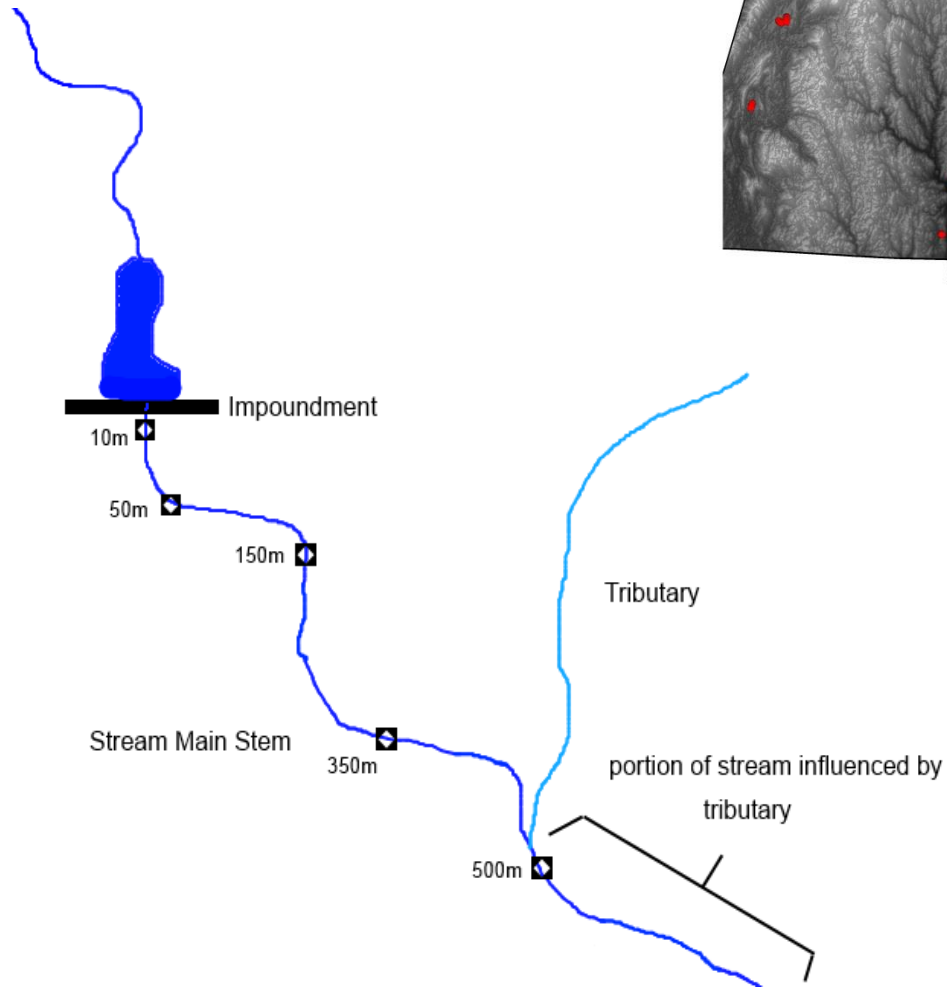 Impoundment
10m
50m
150m
Tributary
Stream Main Stem
350m
portion of stream influenced by
tributary
500m